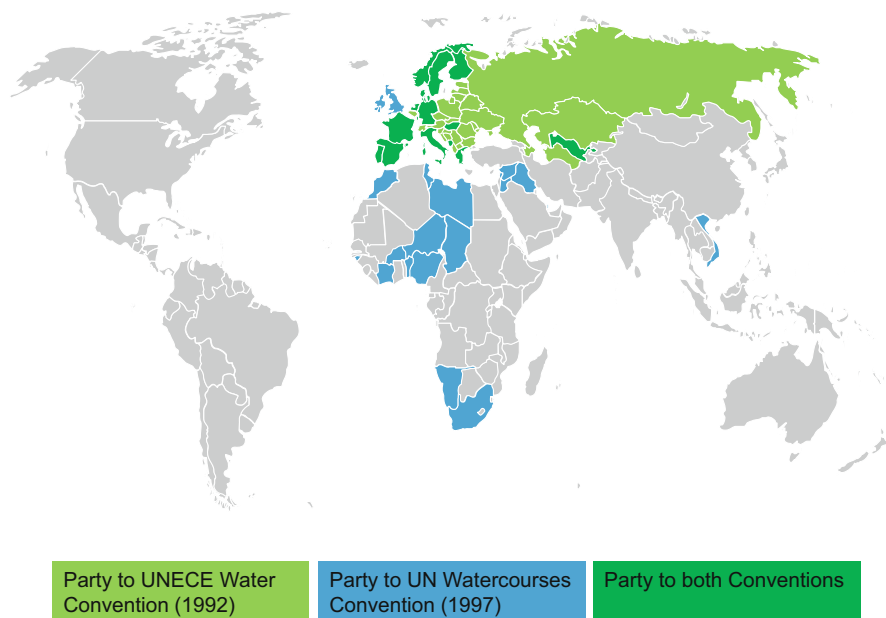 Party to UNECE Water
Convention (1992)
Party to UN Watercourses
Convention (1997)
Party to both Conventions